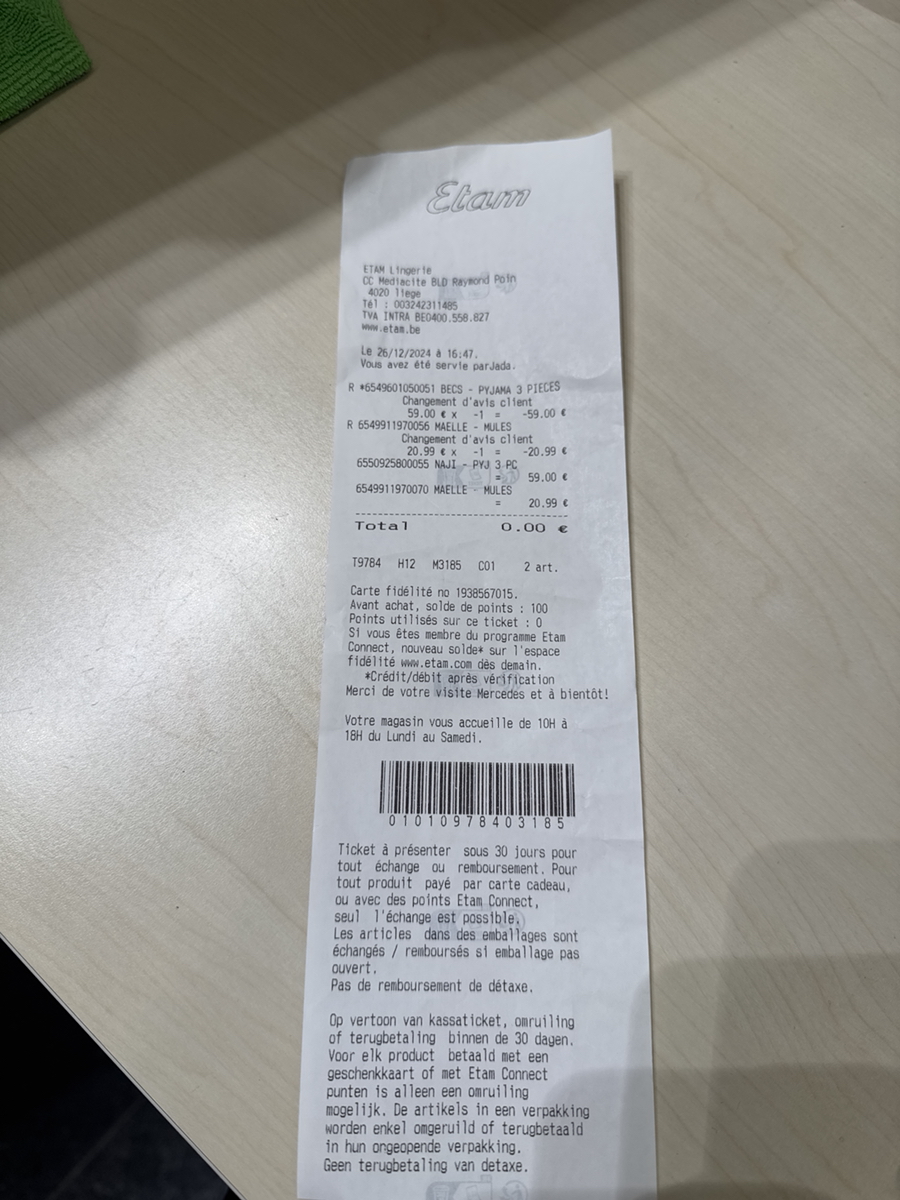 Etam
ETAM Lingerie
CC Mediacite BLD Raymond Poin
4020 liege
Tél : 003242311485
TVA INTRA BE0400.558.827
www.etam.be
Le 26/12/2024 à 16:47.
Vous avez été servie parJada.
R *6549601050051 BECS - PYJAMA 3 PIECES
Changement d'avis client
59.00 € x -1 = -59.00 €
R 6549911970056 MAELLE - MULES
Changement d'avis client
20.99 € x -1 = -20.99 €
6550925800055 NAJI - PYJ 3 PC
= 59.00 €
6549911970070 MAELLE - MULES
= 20.99 €
Total 0.00 €
T9784 H12 M3185 C01 2 art.
Carte fidélité no 1938567015.
Avant achat, solde de points : 100
Points utilisés sur ce ticket : 0
Si vous êtes membre du programme Etam
Connect, nouveau solde* sur l'espace
fidélité www.etam.com dès demain.
*Crédit/débit après vérification
Merci de votre visite Mercedes et à bientôt!
Votre magasin vous accueille de 10H à
18H du Lundi au Samedi.
01010978403185
Ticket à présenter sous 30 jours pour
tout échange ou remboursement. Pour
tout produit payé par carte cadeau,
ou avec des points Etam Connect,
seul l'échange est possible.
Les articles dans des emballages sont
échangés / remboursés si emballage pas
ouvert.
Pas de remboursement de détaxe.
Op vertoon van kassaticket, omruiling
of terugbetaling binnen de 30 dagen.
Voor elk product betaald met een
geschenkkaart of met Etam Connect
punten is alleen een omruiling
mogelijk. De artikels in een verpakking
worden enkel omgeruild of terugbetaald
in hun ongeopende verpakking.
Geen terugbetaling van detaxe.